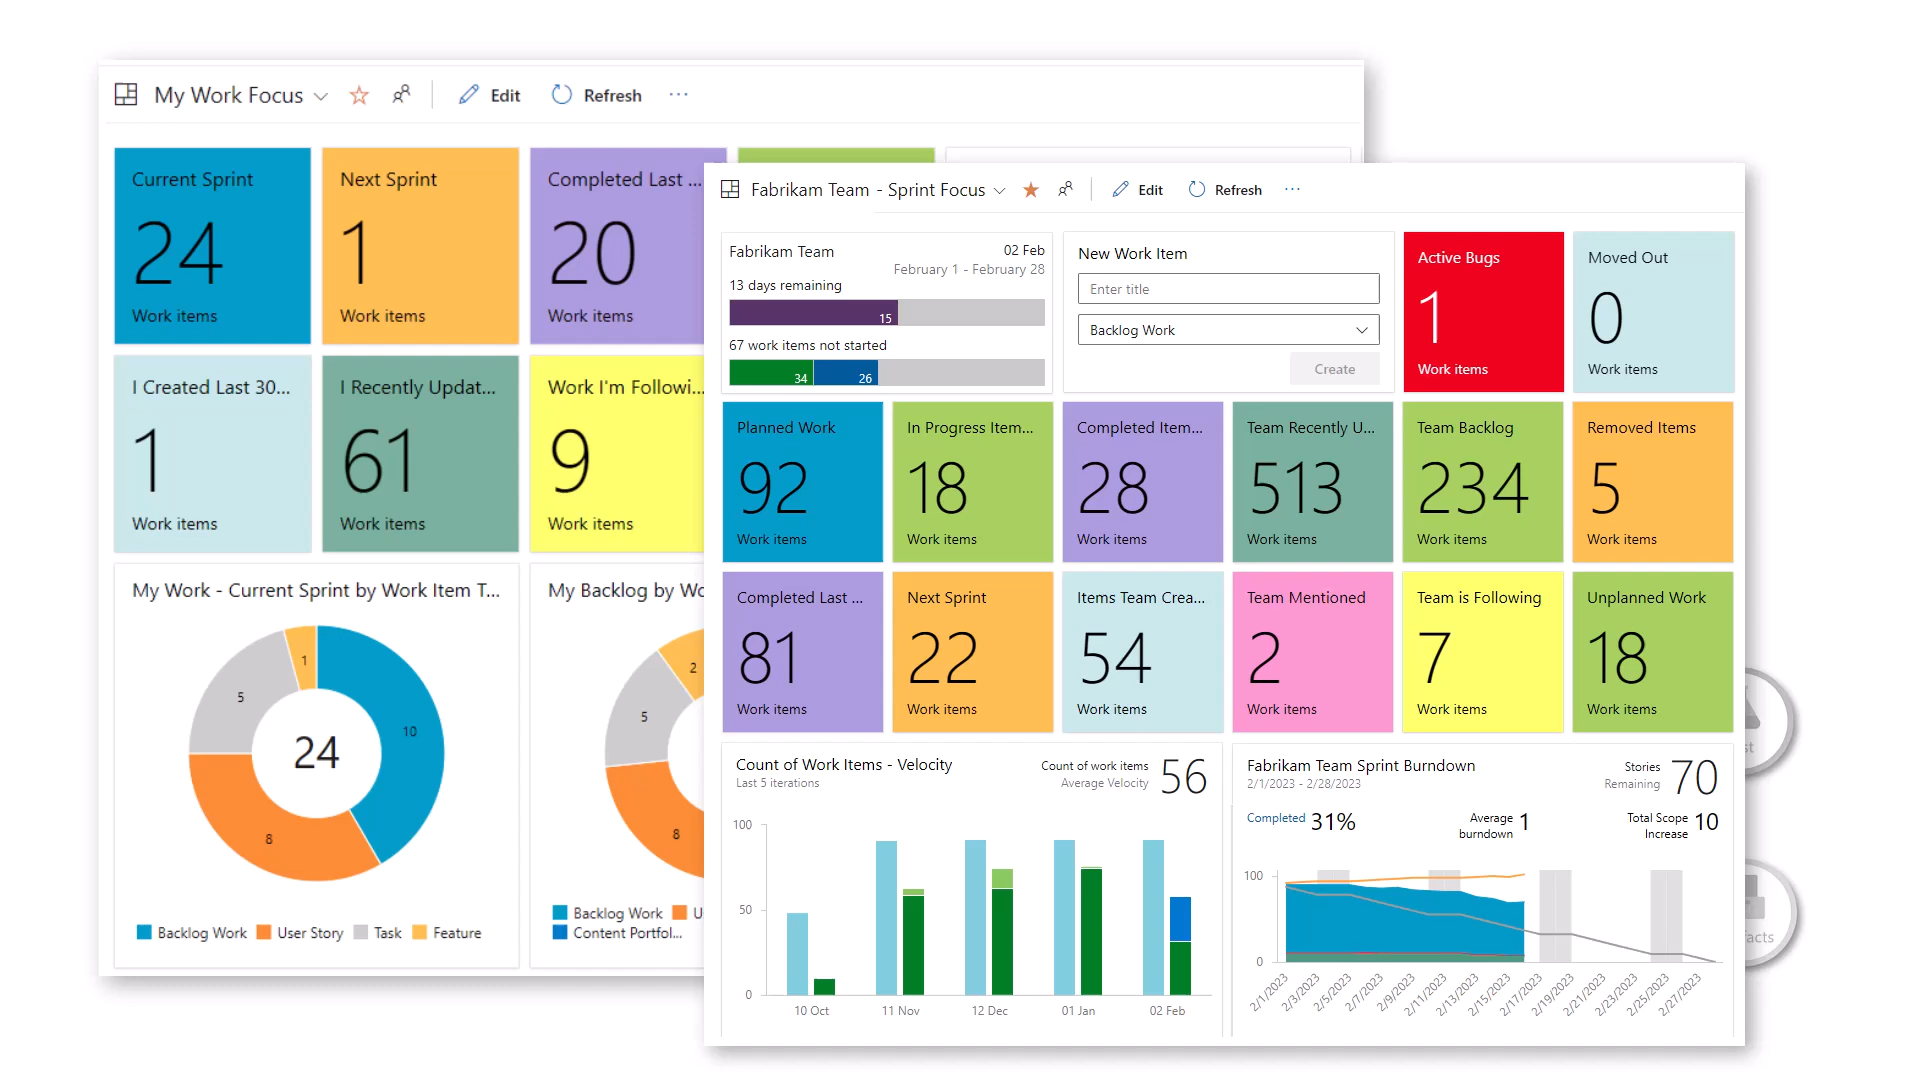 My Work Focus
Edit
Refresh
Current Sprint
24
Work items
Next Sprint
1
Work items
Completed Last ...
20
Work items
I Created Last 30...
1
Work items
I Recently Updat...
61
Work items
Work I'm Followi...
9
Work items
My Work - Current Sprint by Work Item T...
1
5
10
24
8
Backlog Work
User Story
Task
Feature
My Backlog by Wo
2
5
8
Backlog Work
U
Content Portfol...
Fabrikam Team - Sprint Focus
Edit
Refresh
Fabrikam Team
02 Feb
February 1 - February 28
13 days remaining
15
67 work items not started
34
26
New Work Item
Enter title
Backlog Work
Create
Active Bugs
1
Work items
Moved Out
0
Work items
Planned Work
92
Work items
In Progress Item...
18
Work items
Completed Item...
28
Work items
Team Recently U...
513
Work items
Team Backlog
234
Work items
Removed Items
5
Work items
Completed Last ...
81
Work items
Next Sprint
22
Work items
Items Team Crea...
54
Work items
Team Mentioned
2
Work items
Team is Following
7
Work items
Unplanned Work
18
Work items
Count of Work Items - Velocity
Last 5 iterations
Count of work items
Average Velocity
56
100
50
0
10 Oct
11 Nov
12 Dec
01 Jan
02 Feb
Fabrikam Team Sprint Burndown
2/1/2023 - 2/28/2023
Stories
Remaining
70
Completed 31%
Average
burndown
1
Total Scope
Increase
10
100
0
2/1/2023
2/3/2023
2/5/2023
2/7/2023
2/9/2023
2/11/2023
2/13/2023
2/15/2023
2/17/2023
2/19/2023
2/21/2023
2/23/2023
2/25/2023
2/27/2023
st
facts